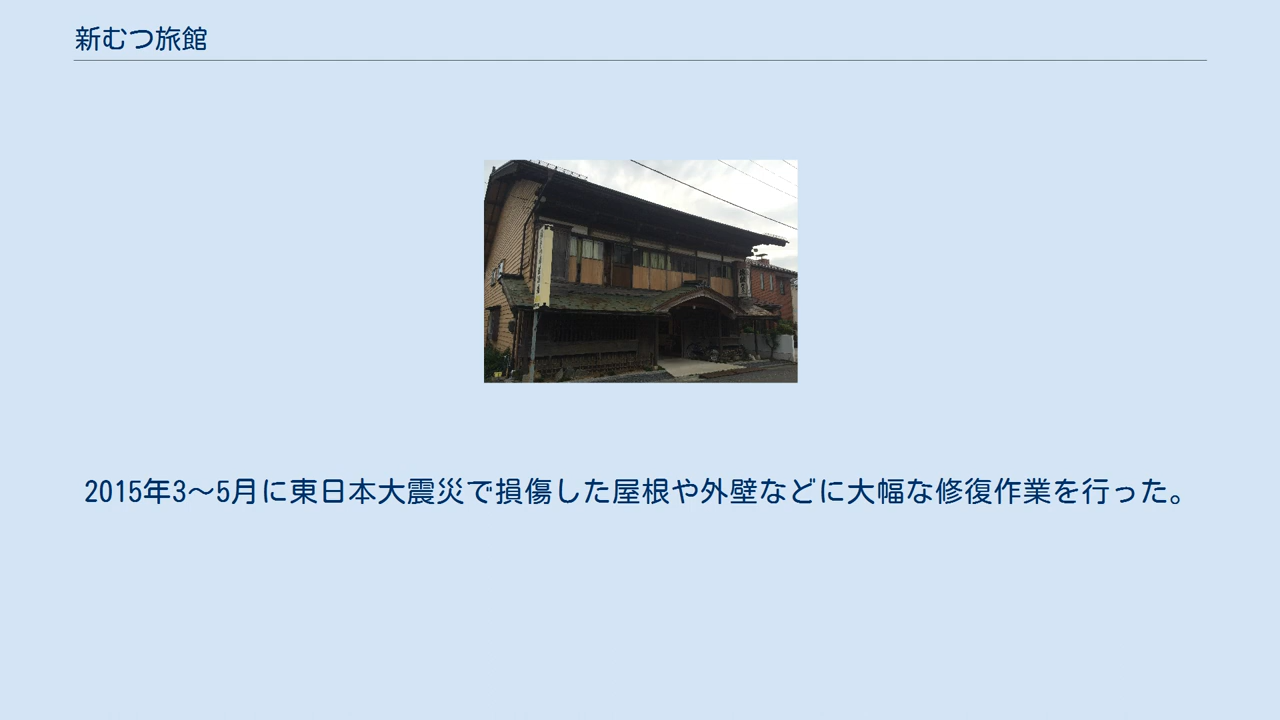 新むつ旅館
2015年3～5月に東日本大震災で損傷した屋根や外壁などに大幅な修復作業を行った。